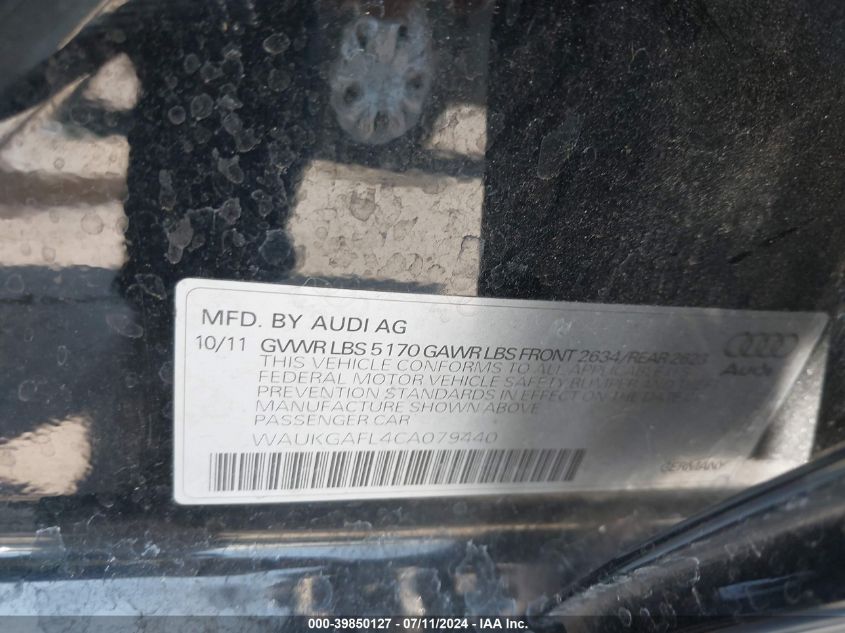 MFD. BY AUDI AG
10/11 GVWR LBS 5170 GAWR LBS FRONT 2634/REAR 2623
THIS VEHICLE CONFORMS TO ALL APPLICABLE
FEDERAL MOTOR VEHICLE SAFETY BUMPER AND
PREVENTION STANDARDS IN EFFECT ON THE DATE OF
MANUFACTURE SHOWN ABOVE
PASSENGER CAR
WAUKGAFL4CA079440
Audi
GERMANY
000-39850127 - 07/11/2024 - IAA